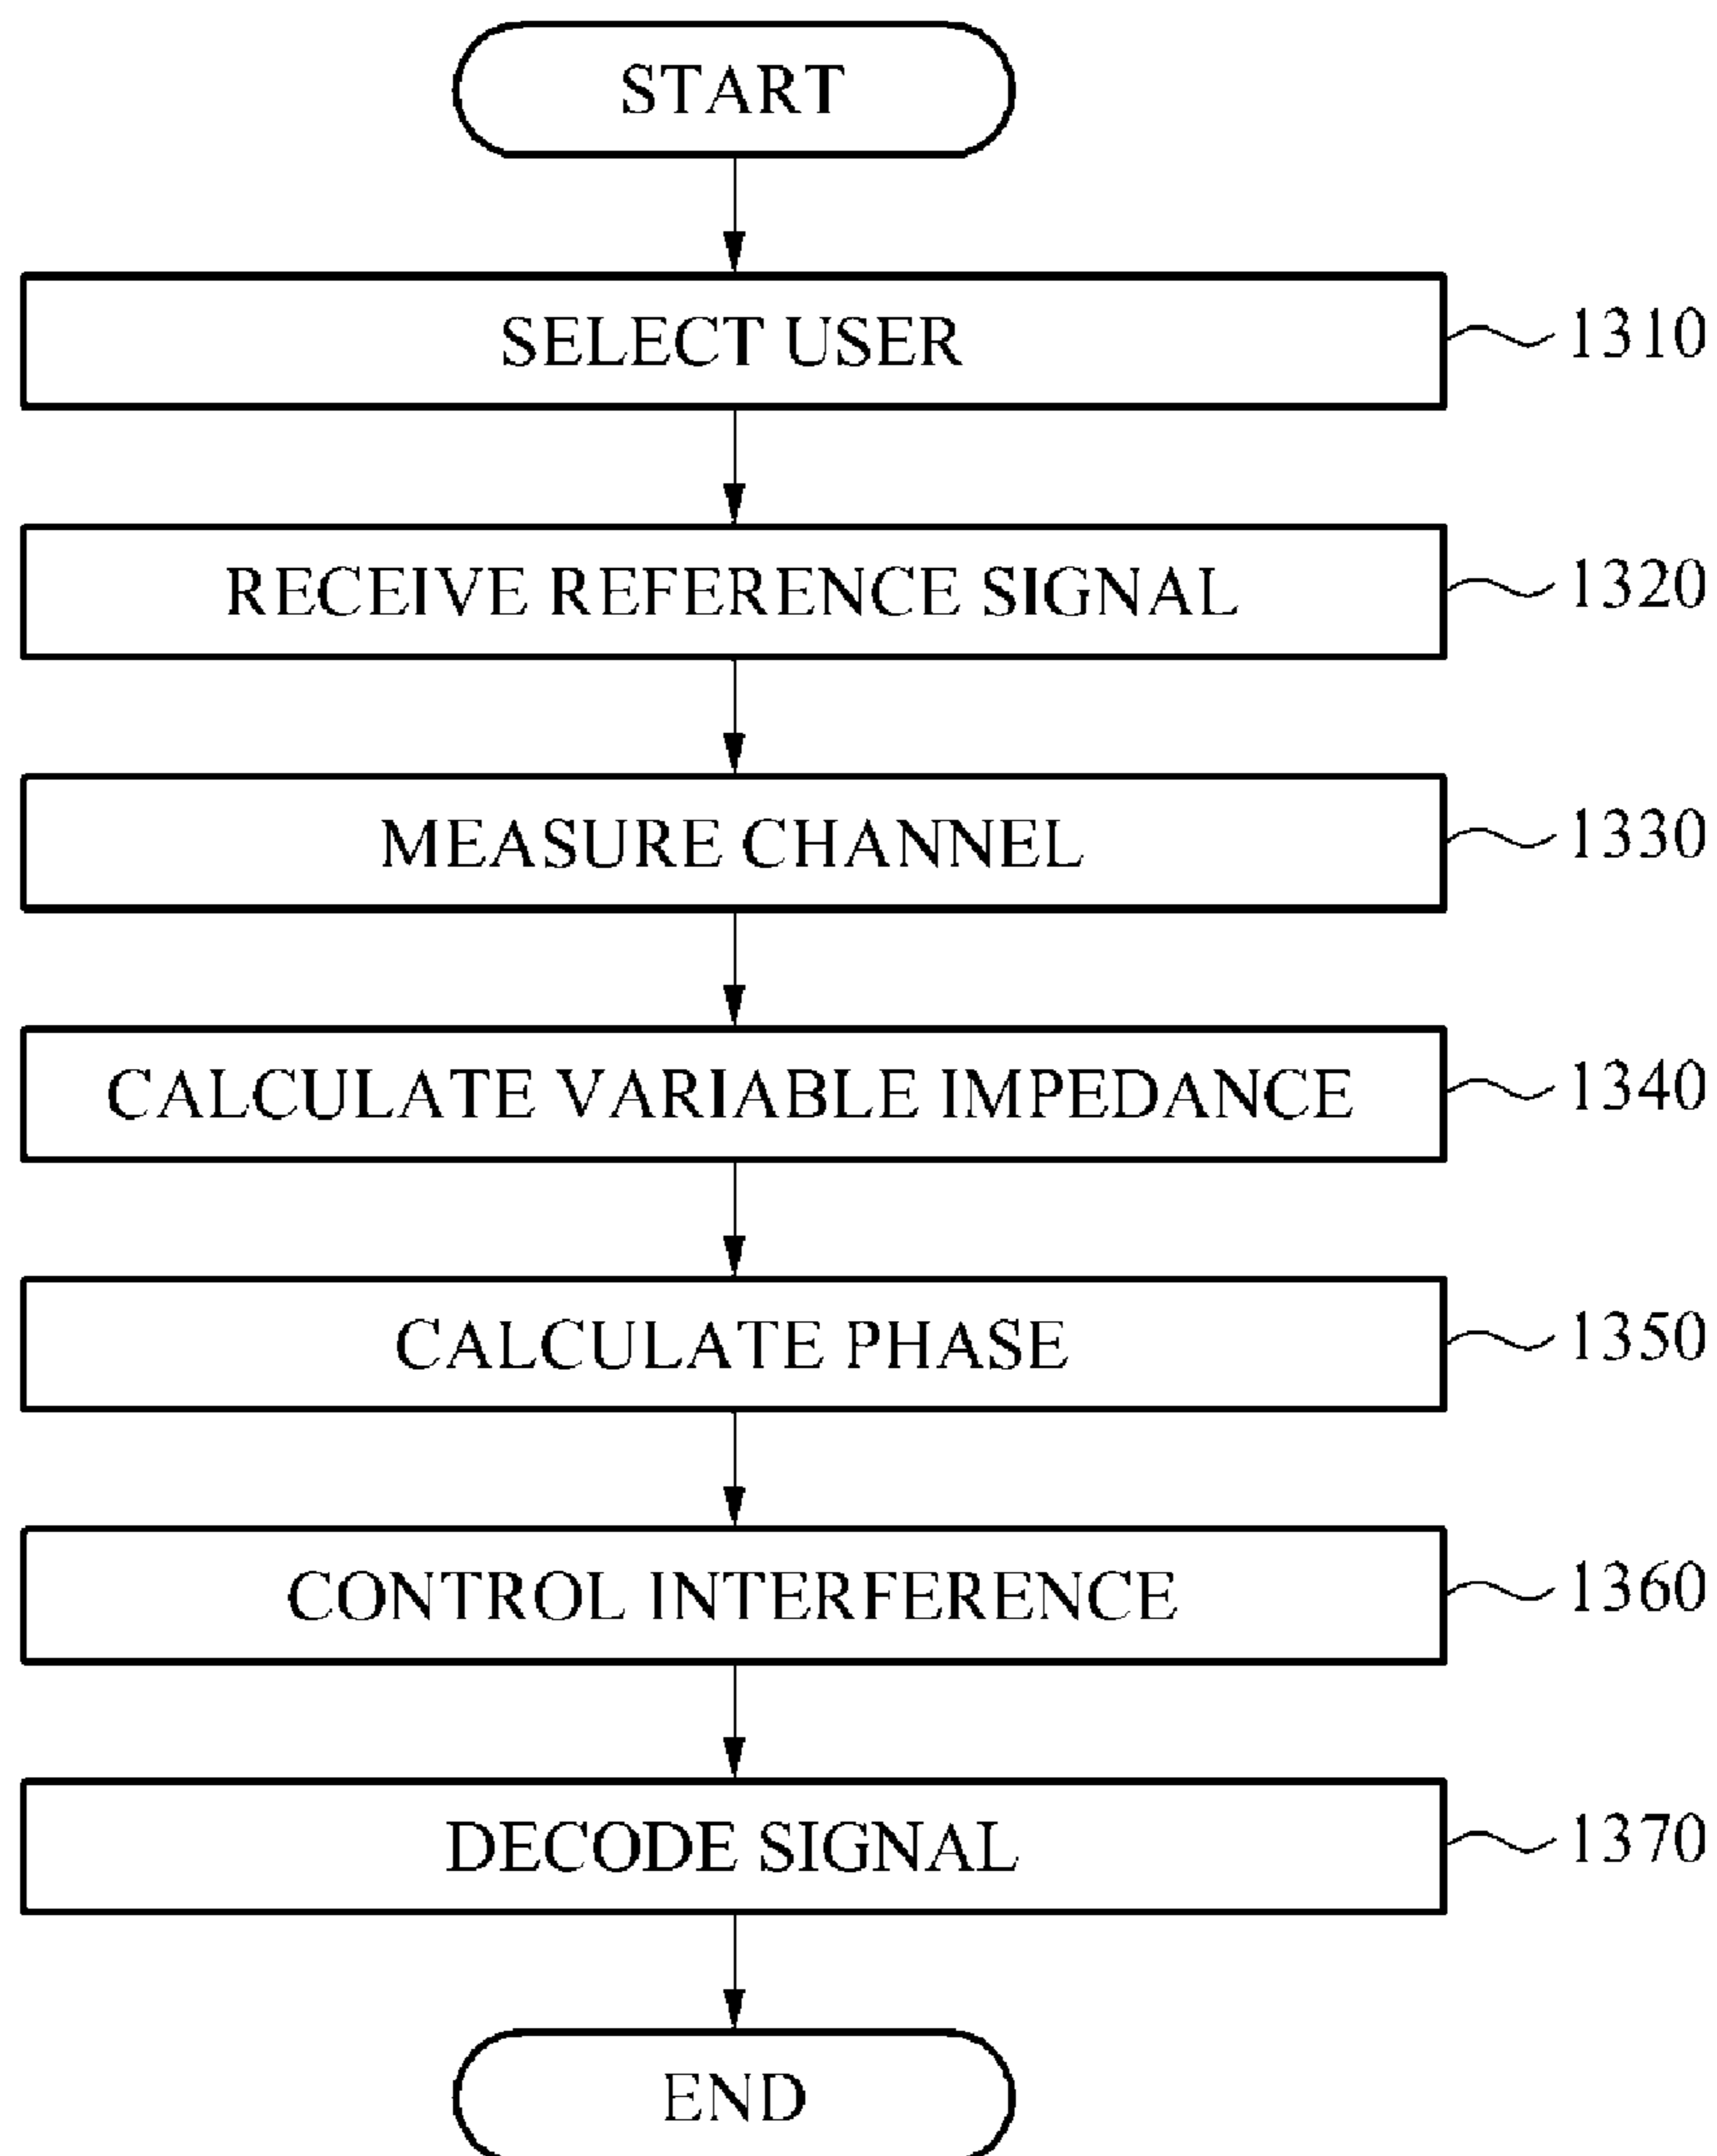 START
SELECT USER
1310
RECEIVE REFERENCE SIGNAL
1320
MEASURE CHANNEL
1330
CALCULATE VARIABLE IMPEDANCE
1340
CALCULATE PHASE
1350
CONTROL INTERFERENCE
1360
DECODE SIGNAL
1370
END